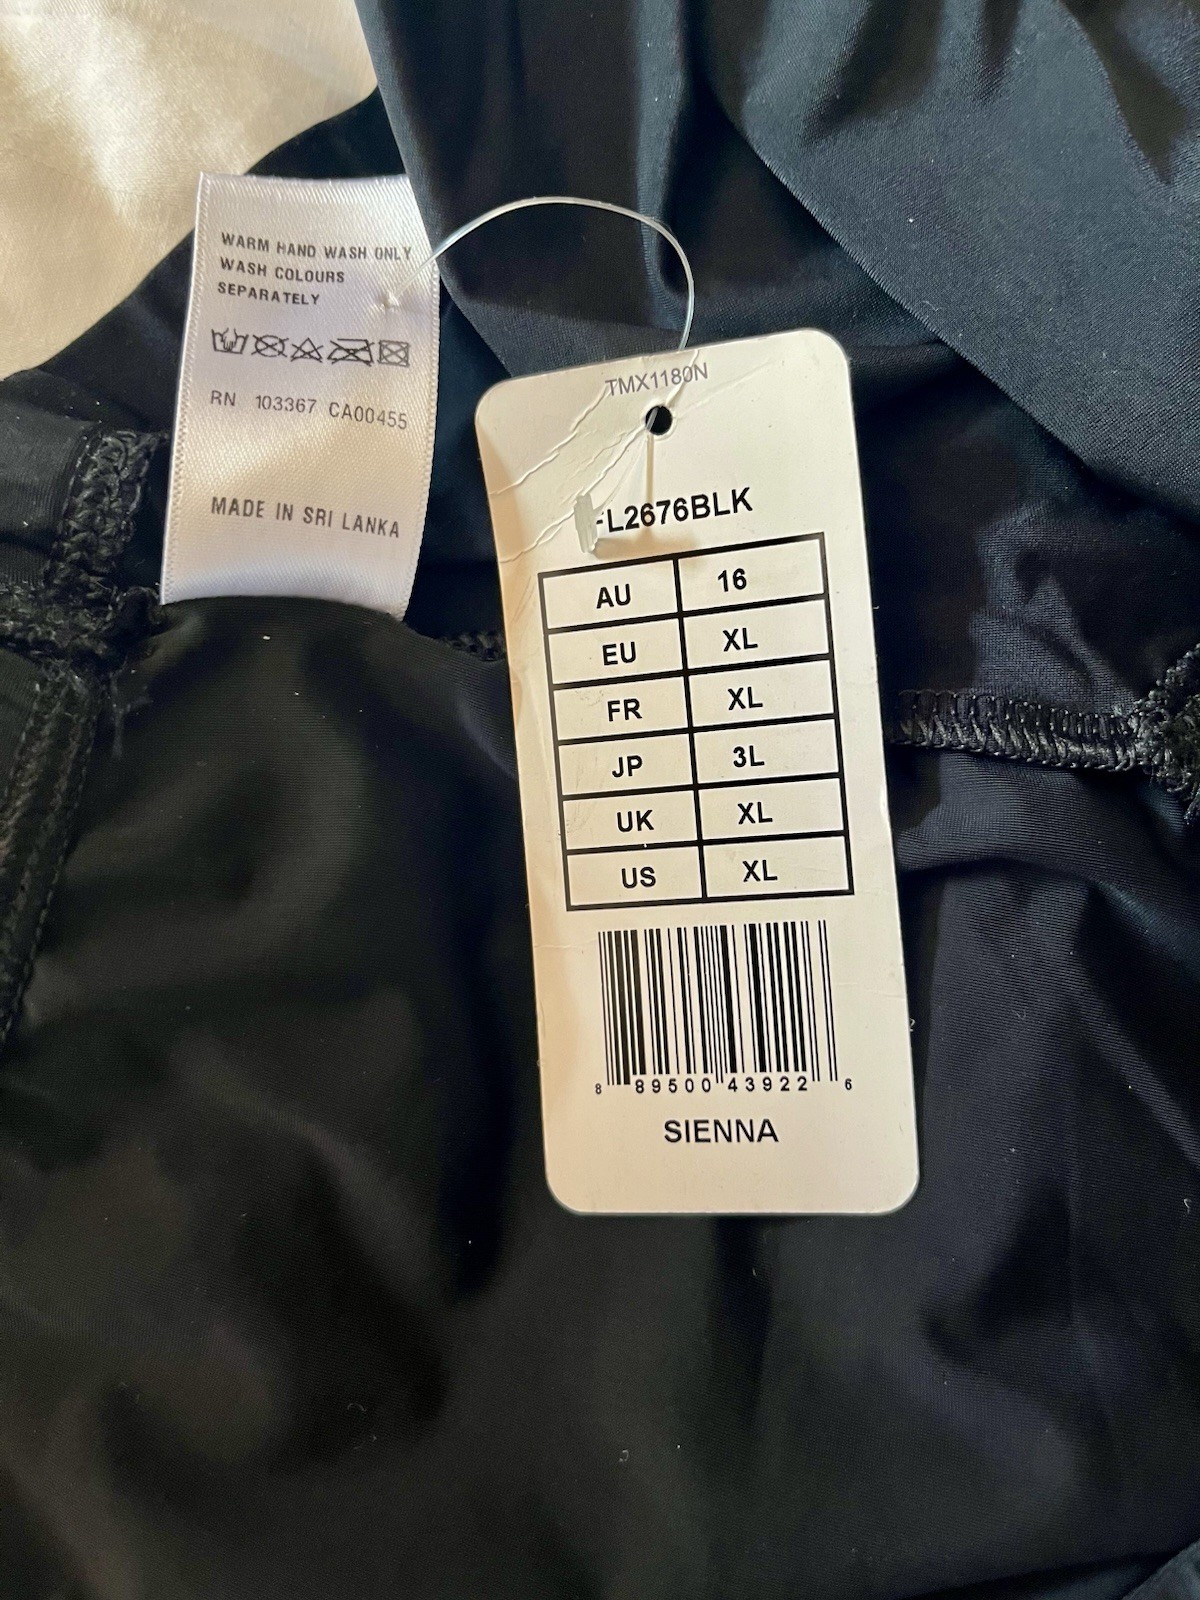 WARM HAND WASH ONLY
WASH COLOURS
SEPARATELY
RN 103367 CA00455
MADE IN SRI LANKA
TMX1180N
L2676BLK
AU 16
EU XL
FR XL
JP 3L
UK XL
US XL
8 89500 43922 6
SIENNA